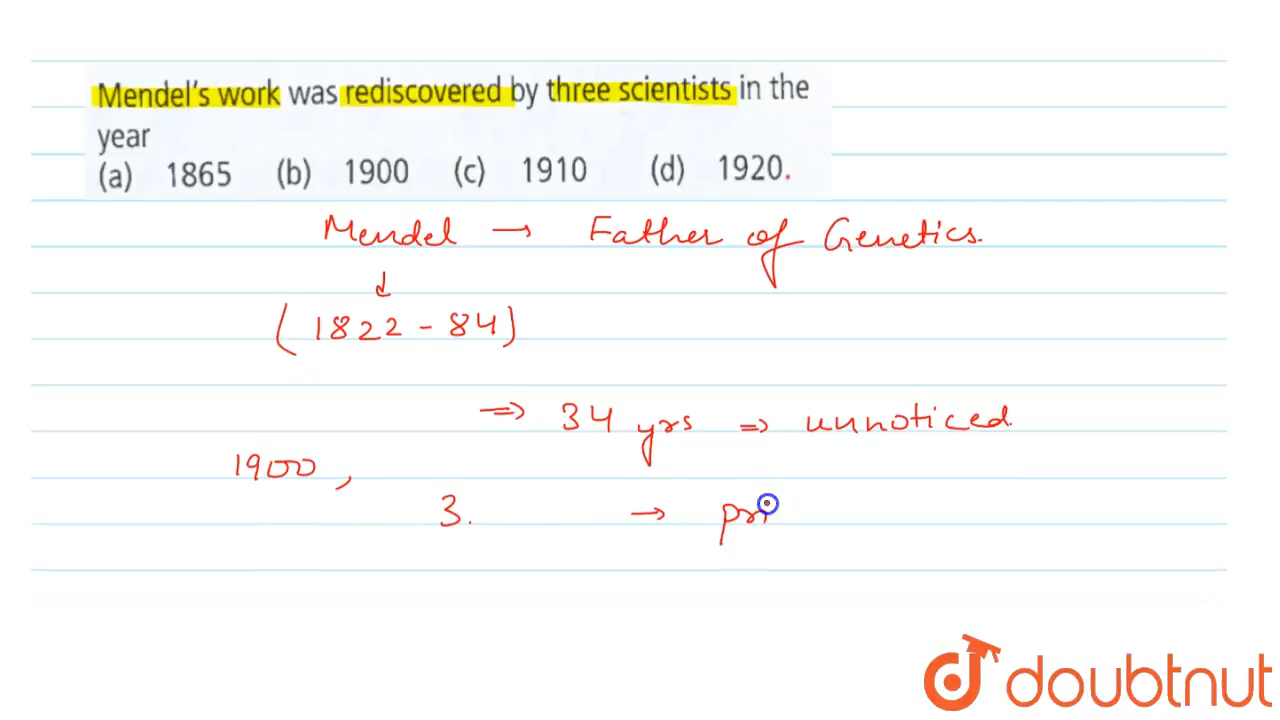 Mendel's work was rediscovered by three scientists in the
year
(a) 1865 (b) 1900 (c) 1910 (d) 1920.
Mendel → Father of Genetics.
↓
(1822-84)
⇒ 34 yrs ⇒ unnoticed.
1900,
3. → pri
doubtnut